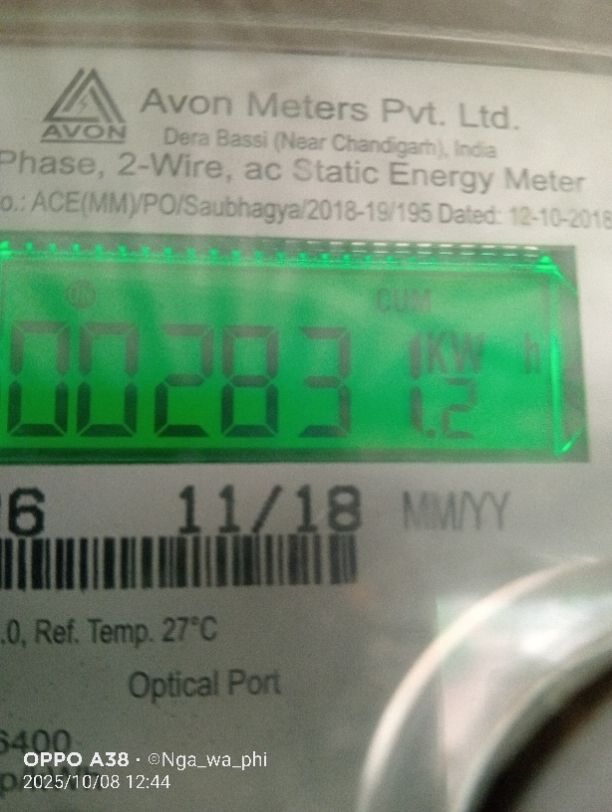 AVON
Avon Meters Pvt. Ltd.
Dera Bassi (Near Chandigarh), India
Phase, 2-Wire, ac Static Energy Meter
o.: ACE(MM)/PO/Saubhagya/2018-19/195 Dated: 12-10-2018
CUM
002831.2 KW h
6 11/18 MM/YY
.0, Ref. Temp. 27°C
Optical Port
6400
OPPO A38 · ©Nga_wa_phi
2025/10/08 12:44